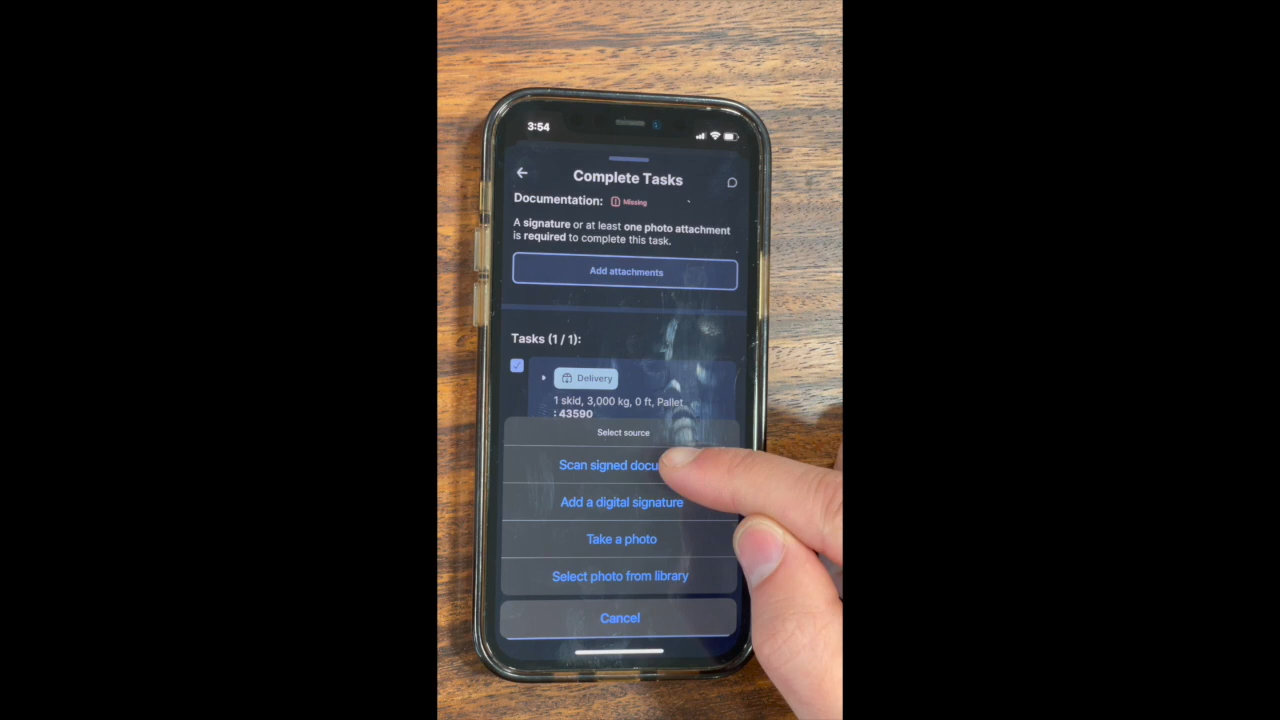 3:54
Complete Tasks
Documentation: Missing
A signature or at least one photo attachment
is required to complete this task.
Add attachments
Tasks (1 / 1):
Delivery
1 skid, 3,000 kg, 0 ft, Pallet,
: 43590
Select source
Scan signed
Add a digital signature
Take a photo
Select photo from library
Cancel